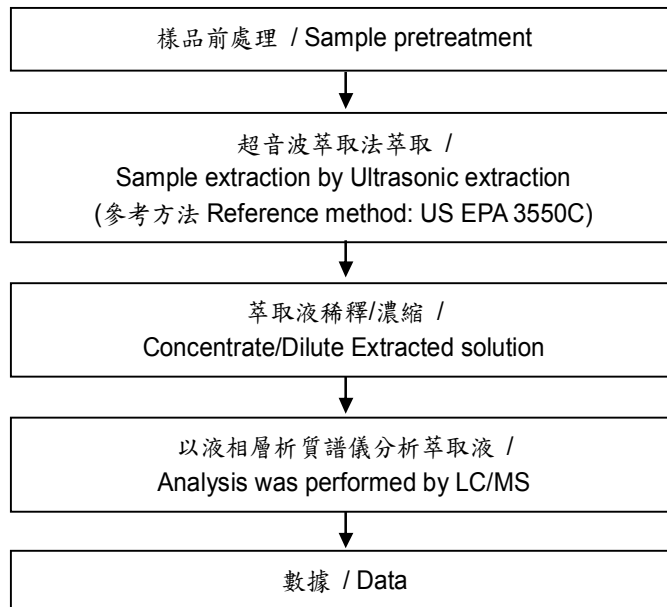 樣品前處理 / Sample pretreatment
超音波萃取法萃取 /
Sample extraction by Ultrasonic extraction
(參考方法 Reference method: US EPA 3550C)
萃取液稀釋/濃縮 /
Concentrate/Dilute Extracted solution
以液相層析質譜儀分析萃取液 /
Analysis was performed by LC/MS
數據 / Data